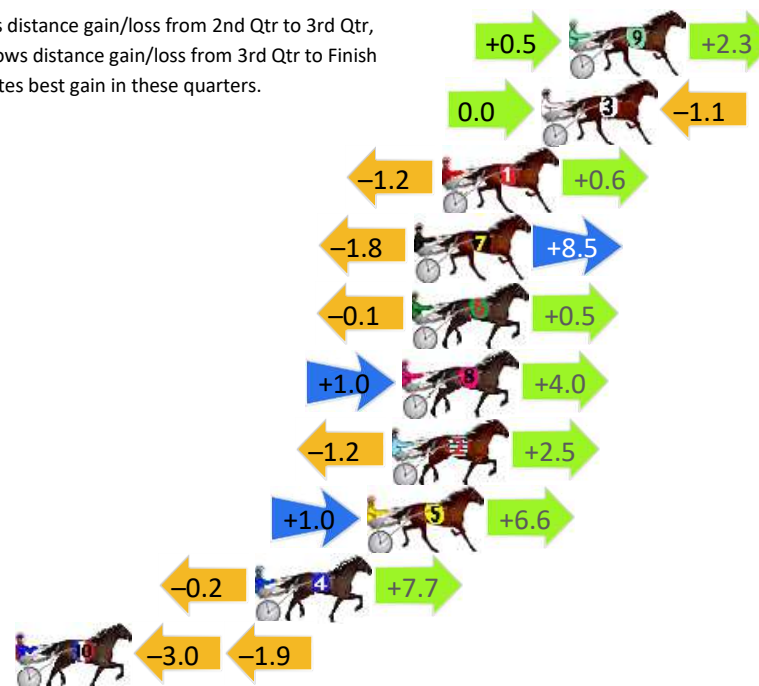 s distance gain/loss from 2nd Qtr to 3rd Qtr,
ows distance gain/loss from 3rd Qtr to Finish
tes best gain in these quarters.
+0.5 9 +2.3
0.0 3 –1.1
–1.2 1 +0.6
–1.8 7 +8.5
–0.1 6 +0.5
+1.0 8 +4.0
–1.2 +2.5
+1.0 5 +6.6
–0.2 4 +7.7
10 –3.0 –1.9